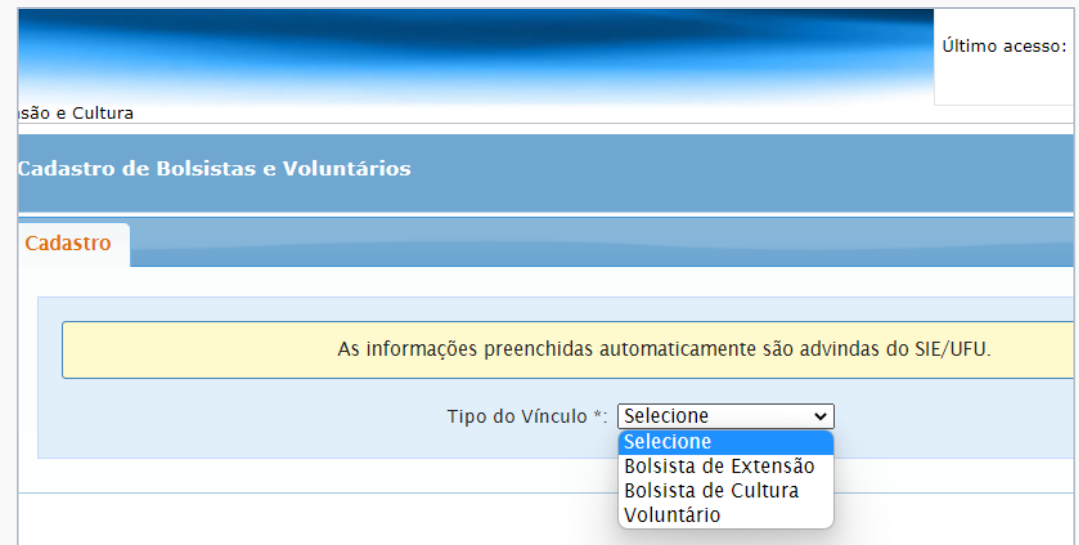 Último acesso:
são e Cultura
Cadastro de Bolsistas e Voluntários
Cadastro
As informações preenchidas automaticamente são advindas do SIE/UFU.
Tipo do Vínculo *: Selecione
Selecione
Bolsista de Extensão
Bolsista de Cultura
Voluntário